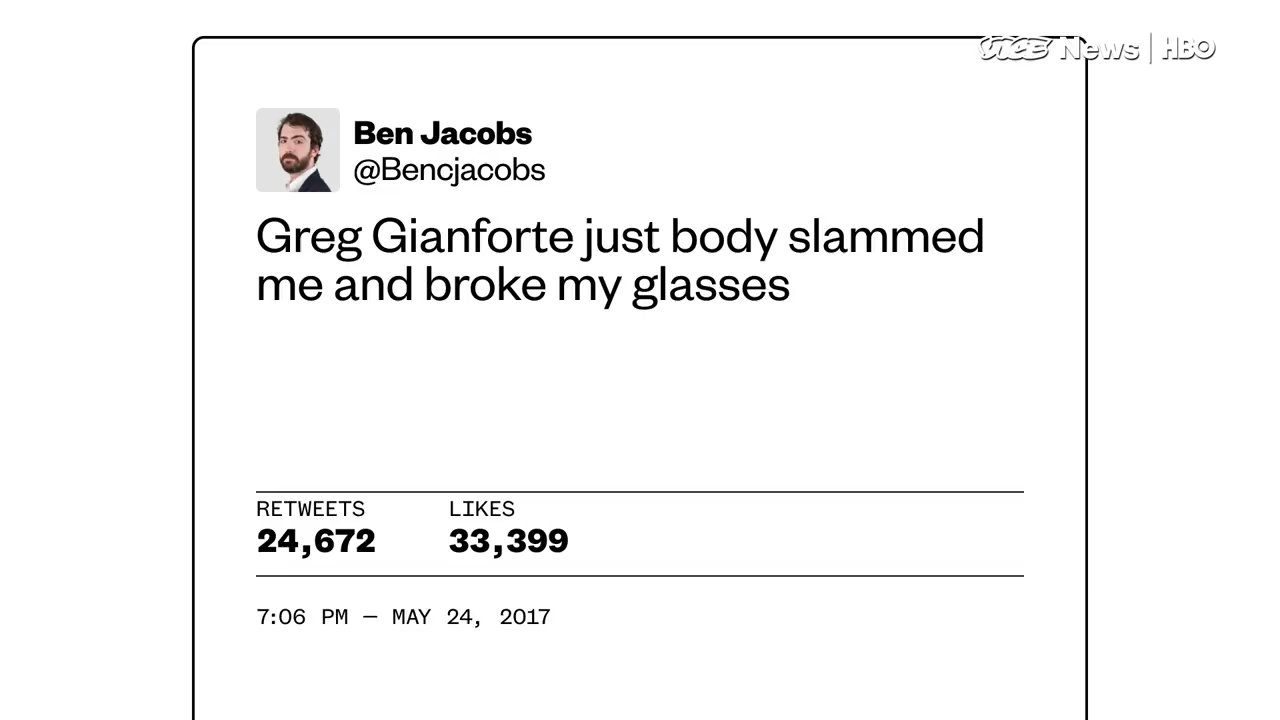 VICE News | HBO
Ben Jacobs
@Bencjacobs
Greg Gianforte just body slammed
me and broke my glasses
RETWEETS LIKES
24,672 33,399
7:06 PM — MAY 24, 2017